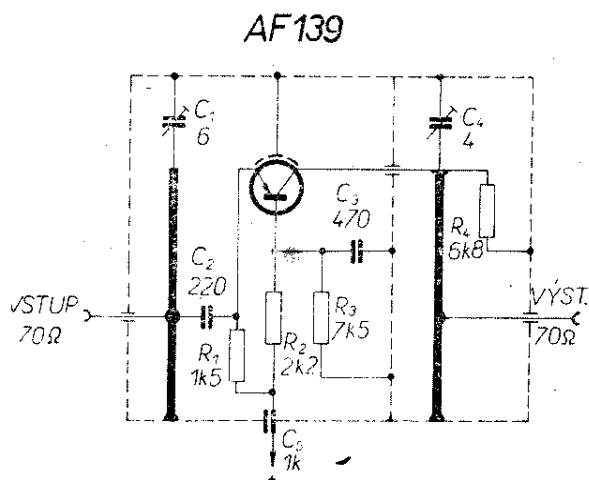 AF139
C₁
6
C₄
4
C₃
470
R₄
6k8
C₂
220
VSTUP
70Ω
VÝST.
70Ω
R₁
1k5
R₂
2k2
R₃
7k5
C₅
1k